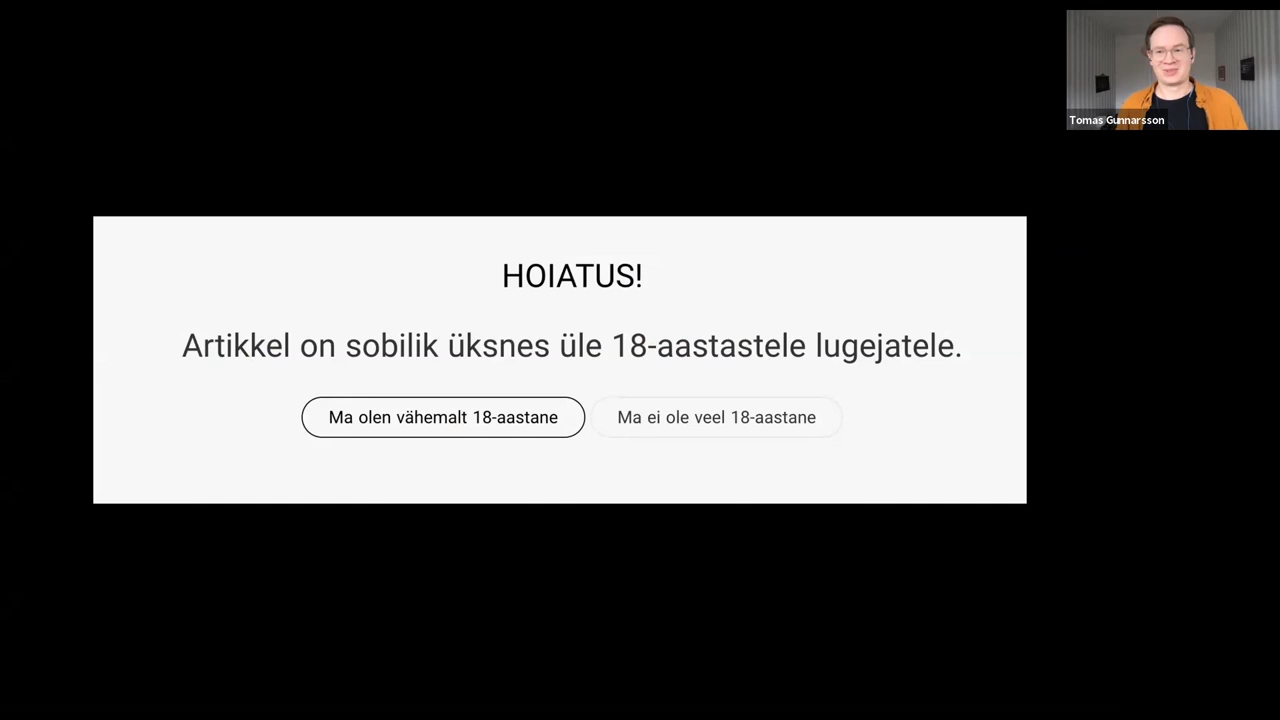 Tomas Gunnarsson
HOIATUS!
Artikkel on sobilik üksnes üle 18-aastastele lugejatele.
Ma olen vähemalt 18-aastane
Ma ei ole veel 18-aastane